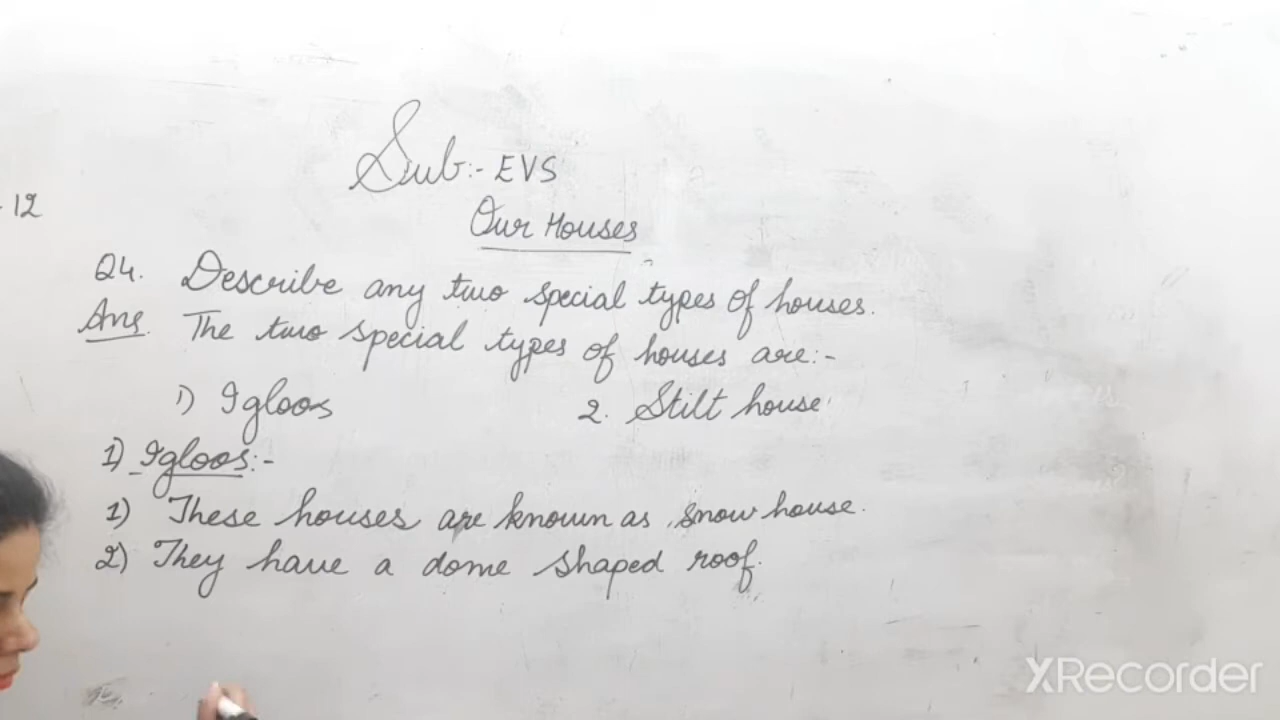 Sub:- EVS
- 12
Our Houses
Q4. Describe any two special types of houses.
Ans. The two special types of houses are:-
1) Igloos 2. Stilt house
1) Igloos:-
1) These houses are known as snow house.
2) They have a dome shaped roof.
XRecorder